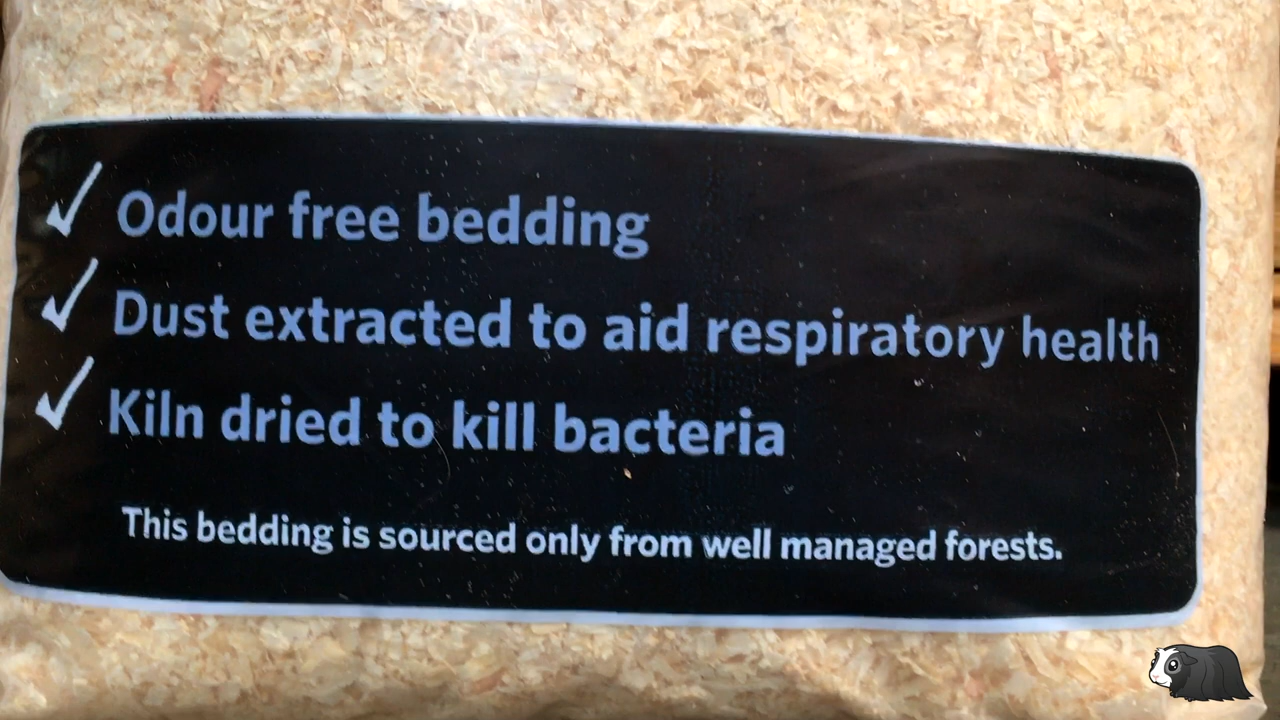 Odour free bedding
Dust extracted to aid respiratory health
Kiln dried to kill bacteria
This bedding is sourced only from well managed forests.